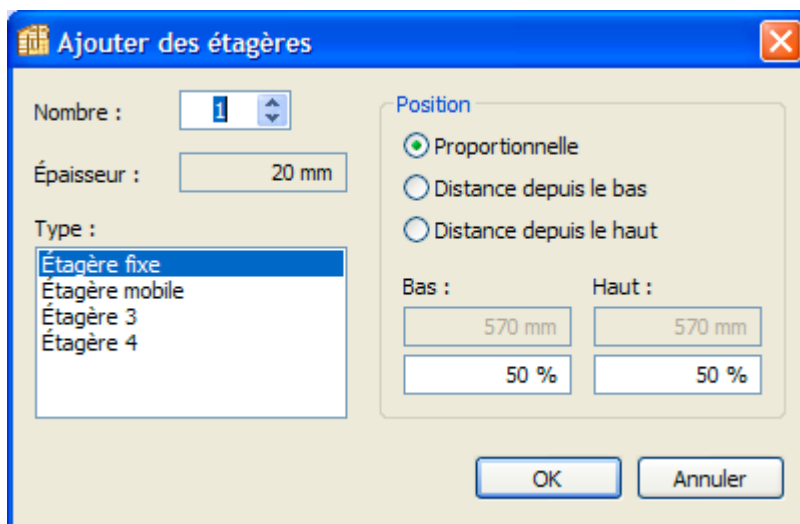 Ajouter des étagères
Nombre : 1
Épaisseur : 20 mm
Type :
Étagère fixe
Étagère mobile
Étagère 3
Étagère 4
Position
Proportionnelle
Distance depuis le bas
Distance depuis le haut
Bas : Haut :
570 mm 570 mm
50 % 50 %
OK Annuler